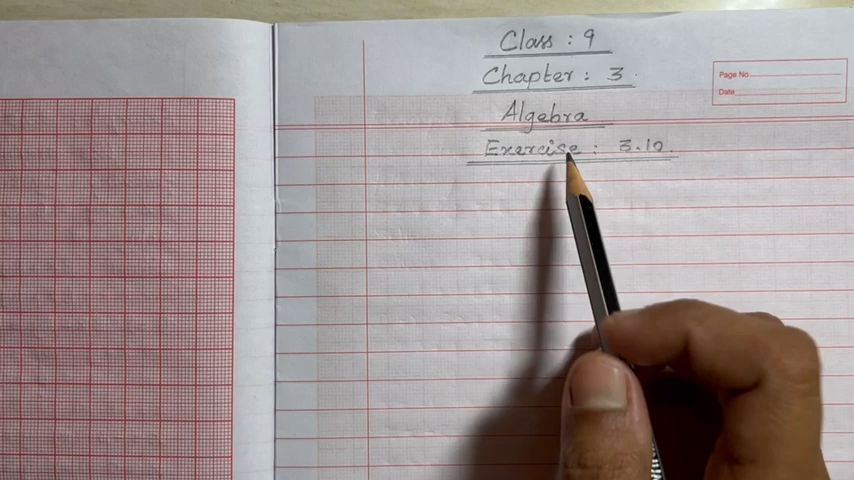 Class : 9
Chapter : 3.
Page No
Date
Algebra
Exercise : 3.10.